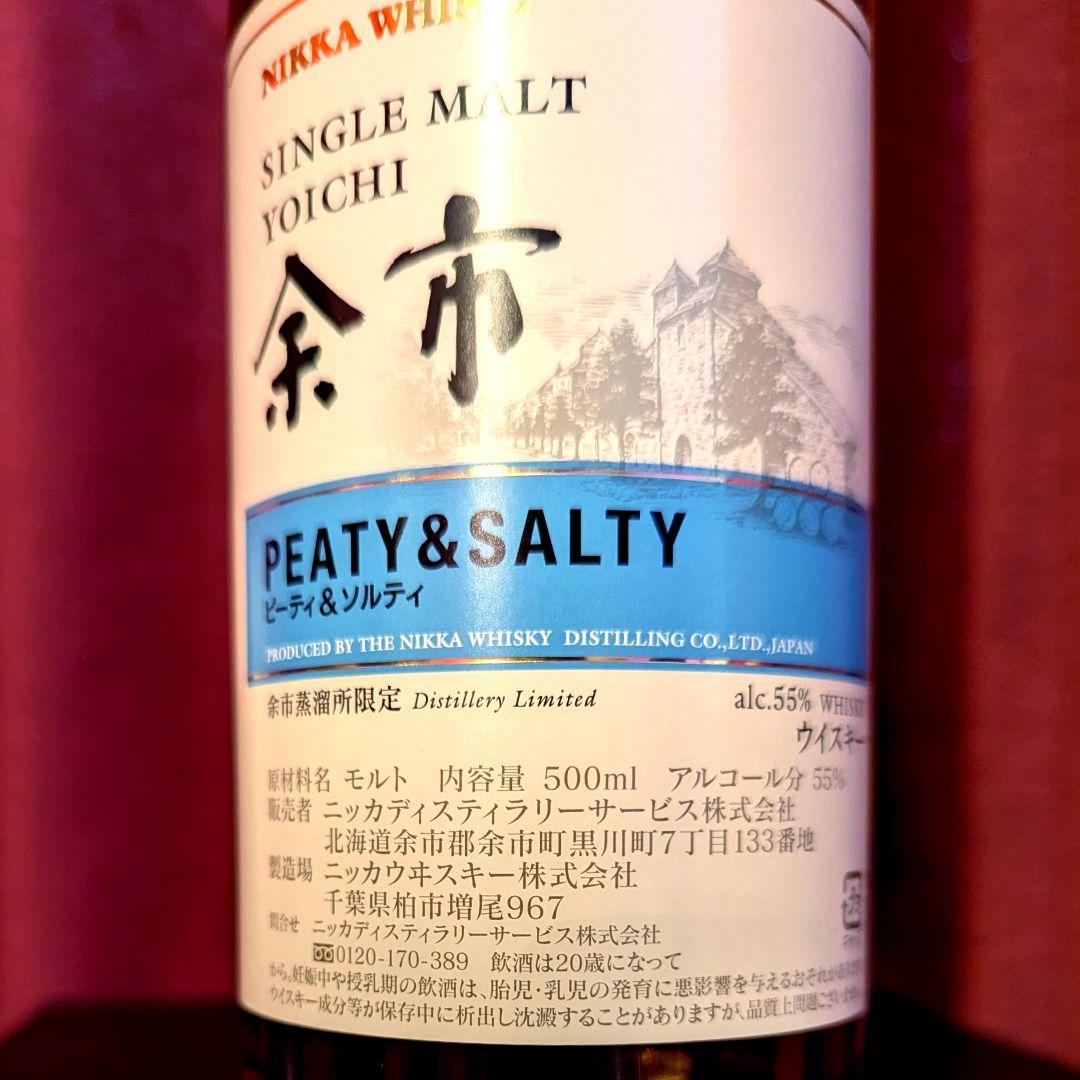 NIKKA WHISKY
SINGLE MALT
YOICHI
余市
PEATY&SALTY
ピーティ&ソルティ
PRODUCED BY THE NIKKA WHISKY DISTILLING CO.,LTD.,JAPAN
余市蒸溜所限定 Distillery Limited
alc.55% WHISKY
ウイスキー
原材料名 モルト 内容量 500ml アルコール分 55%
販売者 ニッカディスティラリーサービス株式会社
北海道余市郡余市町黒川町7丁目133番地
製造場 ニッカウヰスキー株式会社
千葉県柏市増尾967
問合せ ニッカディスティラリーサービス株式会社
0120-170-389 飲酒は20歳になって
から。妊娠中や授乳期の飲酒は、胎児・乳児の発育に悪影響を与えるおそれが
ウイスキー成分等が保存中に析出し沈澱することがありますが、品質上問題ございません